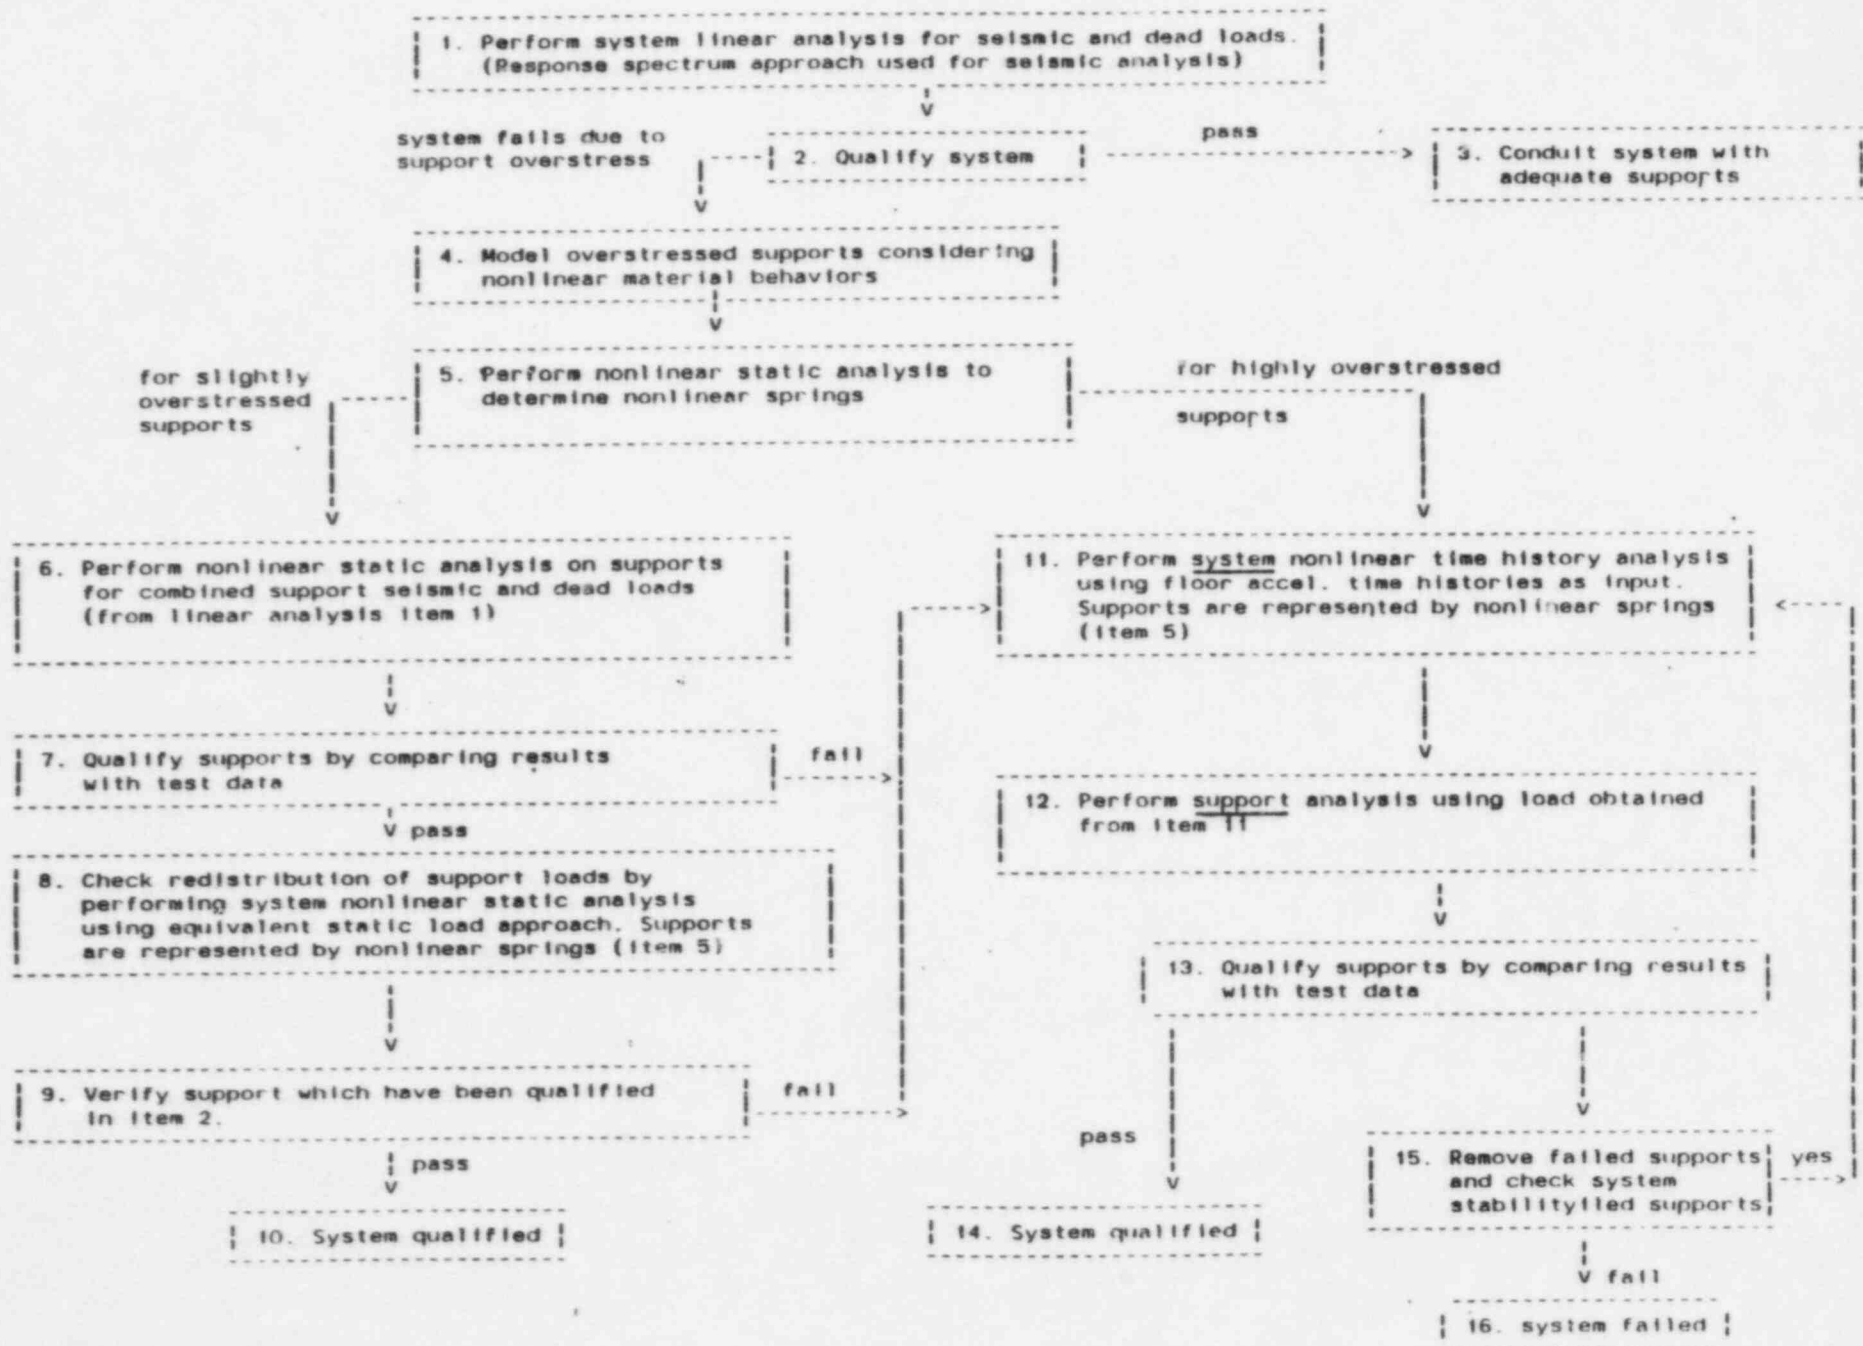 1. Perform system linear analysis for seismic and dead loads.
(Response spectrum approach used for seismic analysis)
system fails due to
support overstress
2. Qualify system
pass
3. Conduit system with
adequate supports
4. Model overstressed supports considering
nonlinear material behaviors
for slightly
overstressed
supports
5. Perform nonlinear static analysis to
determine nonlinear springs
for highly overstressed
supports
6. Perform nonlinear static analysis on supports
for combined support seismic and dead loads
(from linear analysis item 1)
11. Perform system nonlinear time history analysis
using floor accel. time histories as input.
Supports are represented by nonlinear springs
(item 5)
7. Qualify supports by comparing results
with test data
fail
pass
12. Perform support analysis using load obtained
from item 11
8. Check redistribution of support loads by
performing system nonlinear static analysis
using equivalent static load approach. Supports
are represented by nonlinear springs (item 5)
13. Qualify supports by comparing results
with test data
9. Verify support which have been qualified
in item 2.
fail
pass
pass
15. Remove failed supports
and check system
stabilityiled supports
yes
10. System qualified
14. System qualified
fail
16. system failed